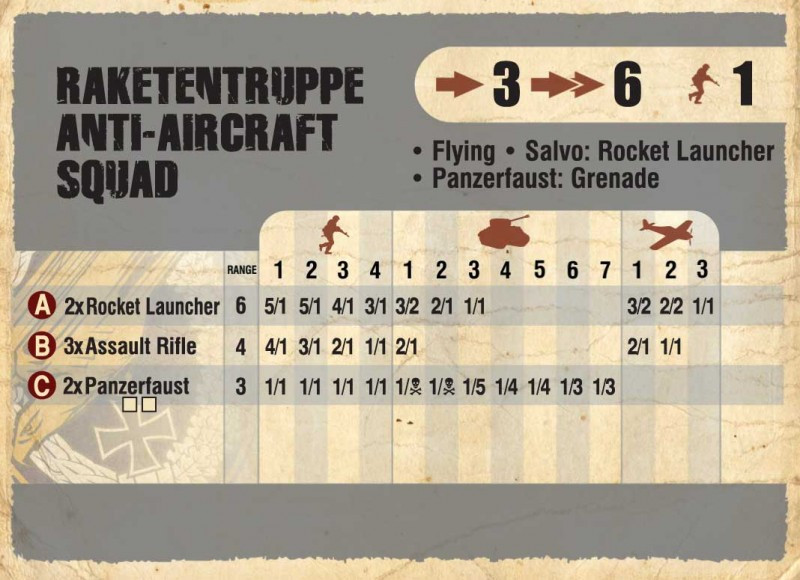 RAKETENTRUPPE
ANTI-AIRCRAFT
SQUAD
3 6 1
• Flying • Salvo: Rocket Launcher
• Panzerfaust: Grenade
RANGE 1 2 3 4 1 2 3 4 5 6 7 1 2 3
A 2x Rocket Launcher 6 5/1 5/1 4/1 3/1 3/2 2/1 1/1 3/2 2/2 1/1
B 3x Assault Rifle 4 4/1 3/1 2/1 1/1 2/1 2/1 1/1
C 2x Panzerfaust 3 1/1 1/1 1/1 1/1 1/☠ 1/☠ 1/5 1/4 1/4 1/3 1/3